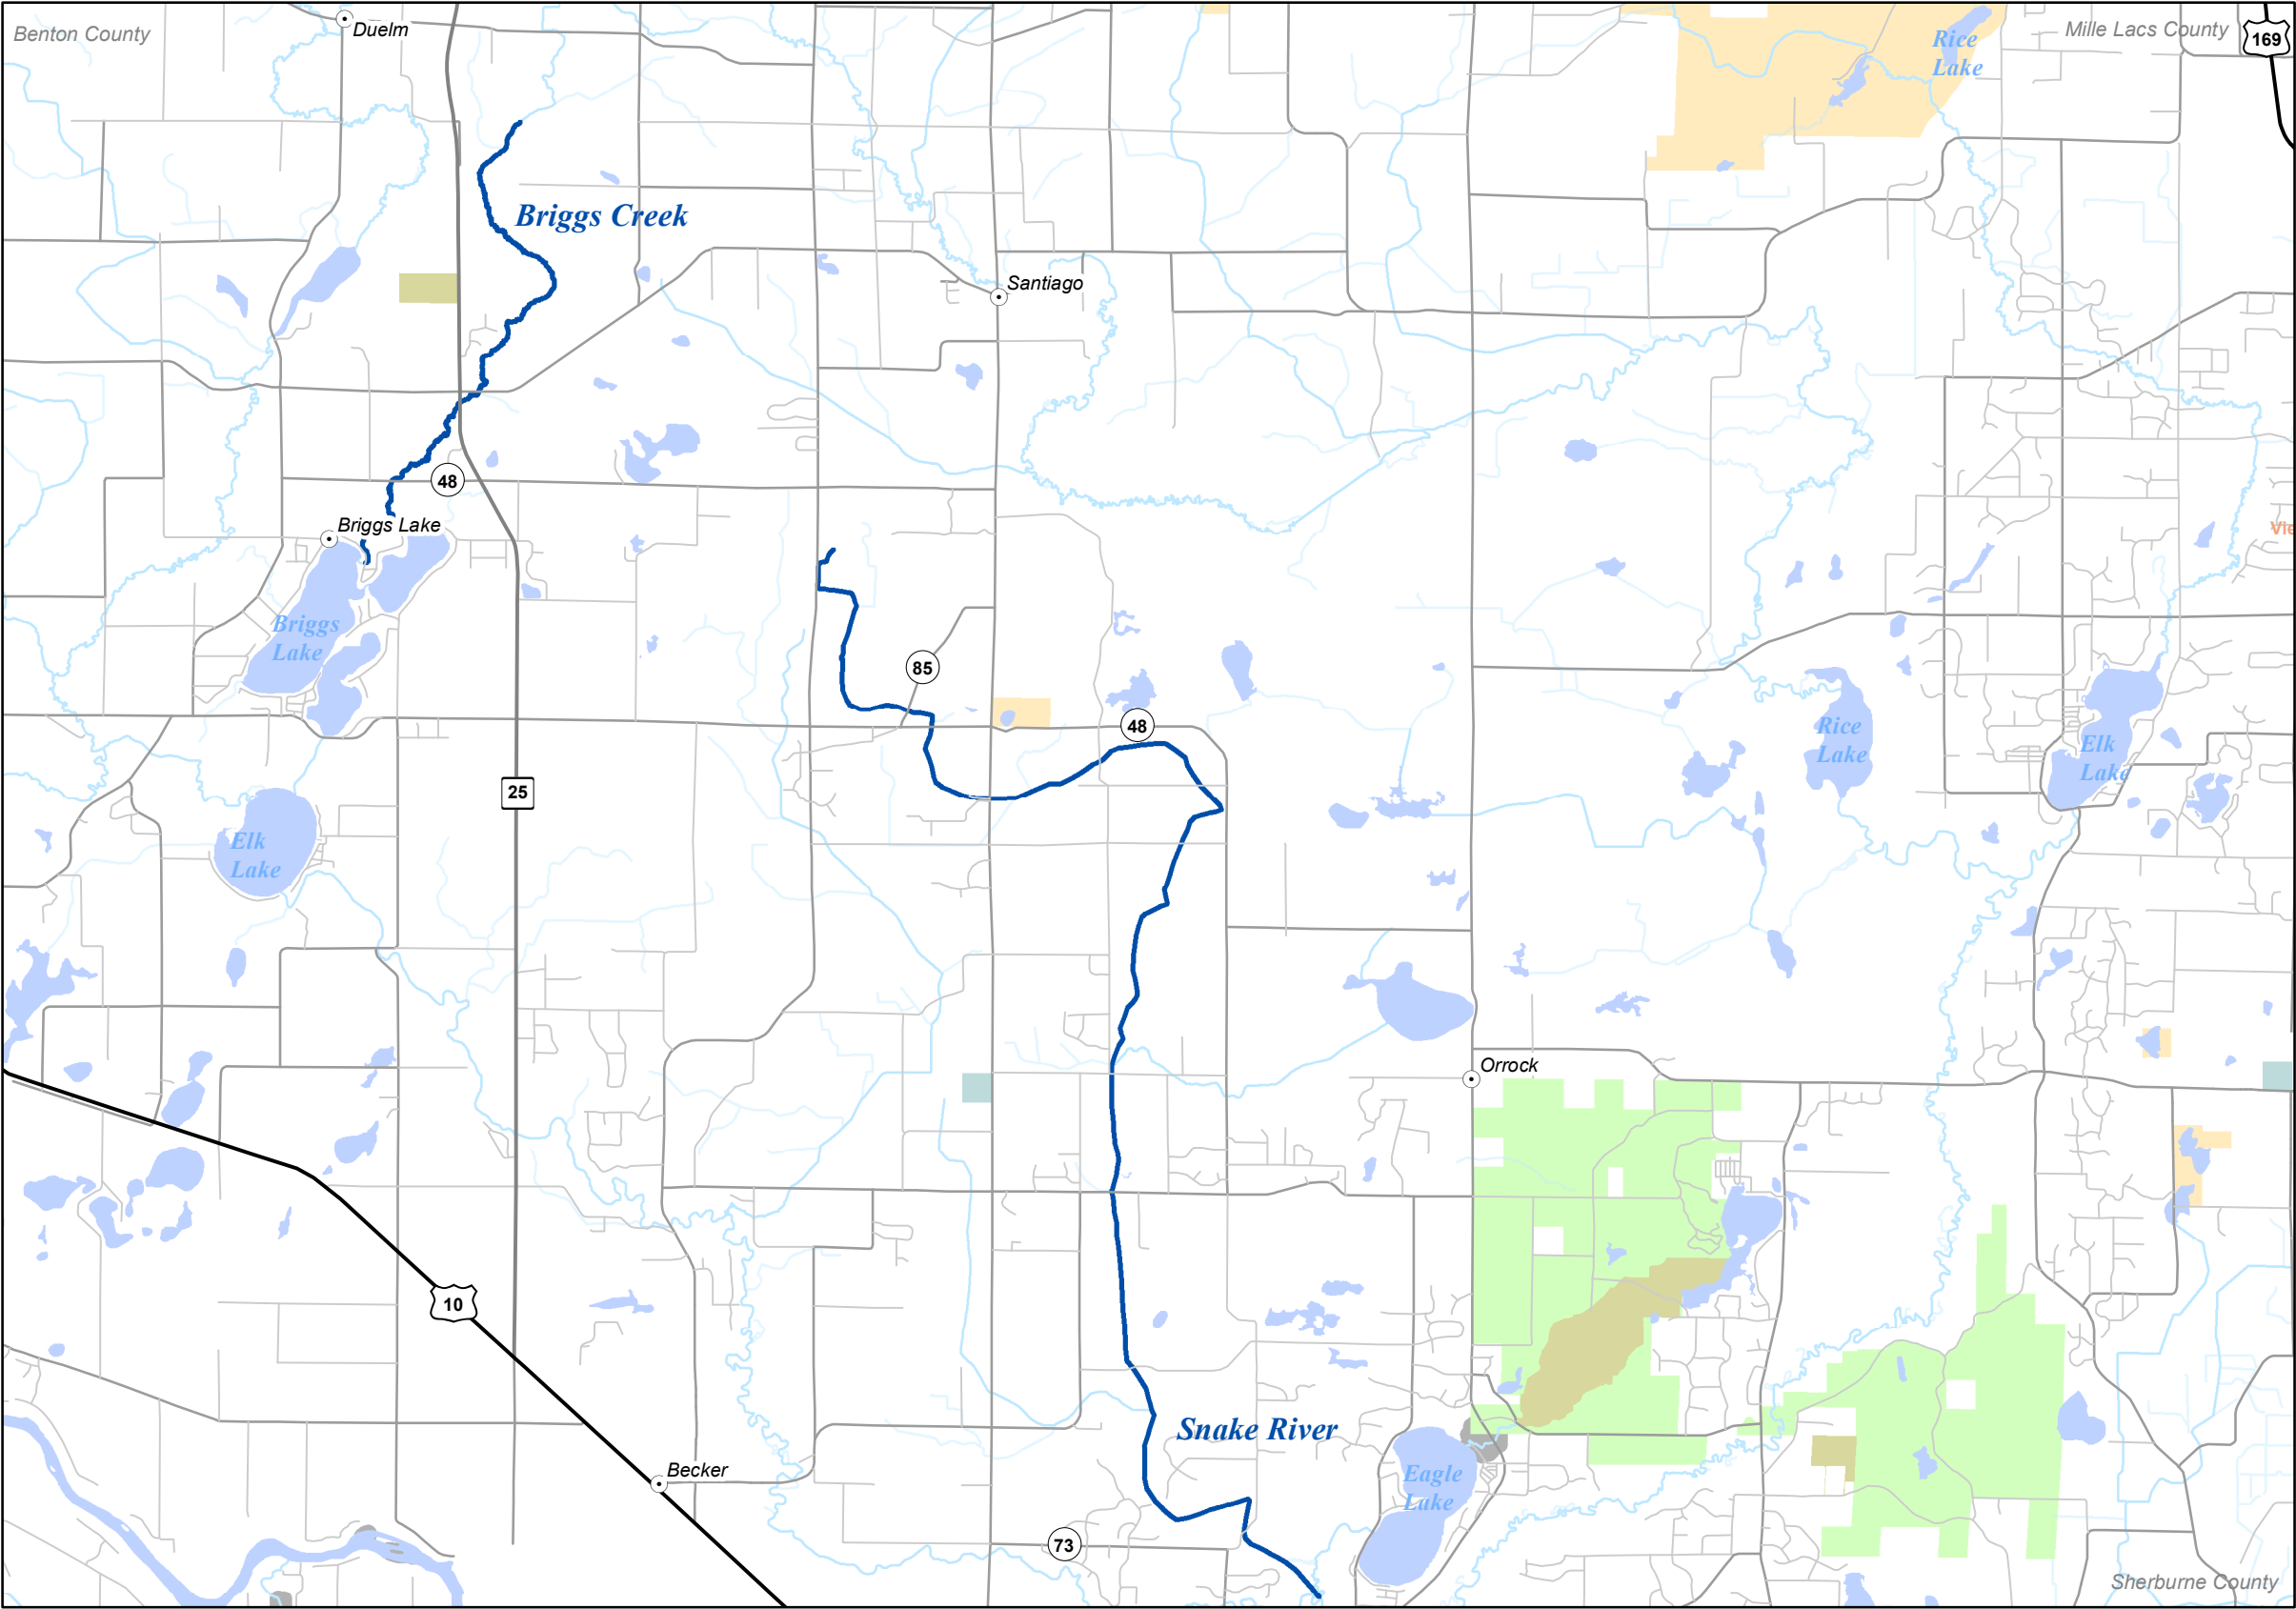 Benton County
Duelm
Rice
Lake
Mille Lacs County
169
Briggs Creek
Santiago
48
Briggs Lake
Vie
Briggs
Lake
85
48
Rice
Lake
Elk
Lake
25
Elk
Lake
Orrock
10
Snake River
Becker
Eagle
Lake
73
Sherburne County